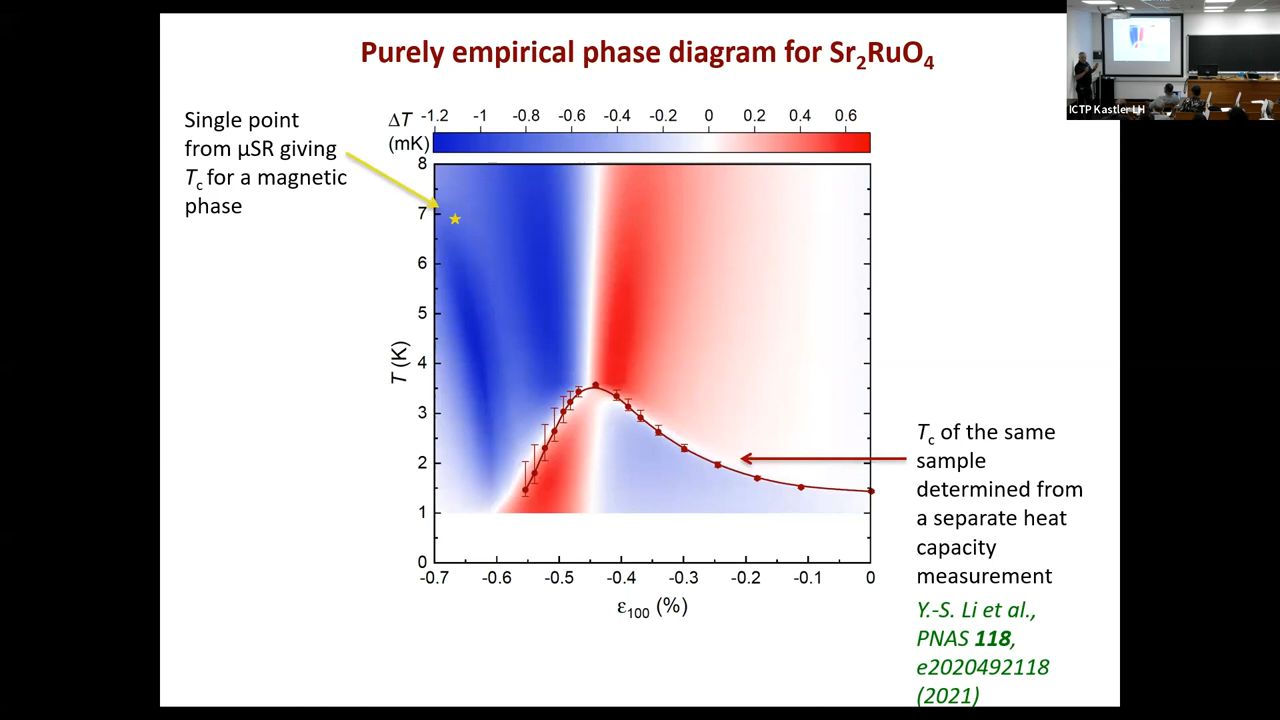 Purely empirical phase diagram for Sr₂RuO₄
ICTP Kastler LH
Single point
from µSR giving
Tc for a magnetic
phase
ΔT -1.2 -1 -0.8 -0.6 -0.4 -0.2 0 0.2 0.4 0.6
(mK)
8
7
6
5
4
3
2
1
0
T (K)
-0.7 -0.6 -0.5 -0.4 -0.3 -0.2 -0.1 0
ε₁₀₀ (%)
Tc of the same
sample
determined from
a separate heat
capacity
measurement
Y.-S. Li et al.,
PNAS 118,
e2020492118
(2021)